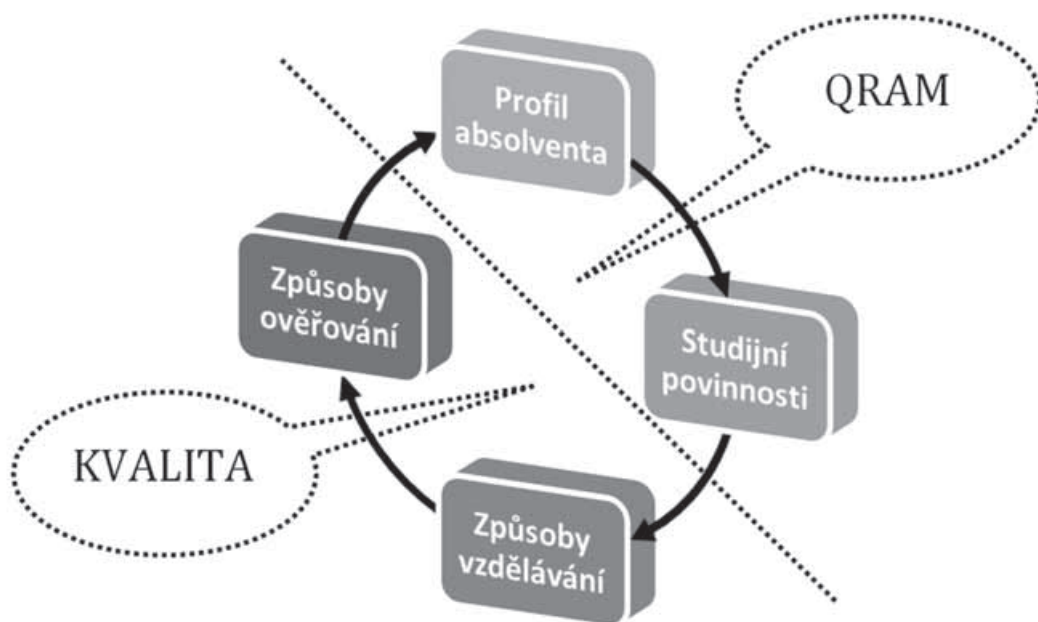 Profil
absolventa
QRAM
Způsoby
ověřování
Studijní
povinnosti
KVALITA
Způsoby
vzdělávání